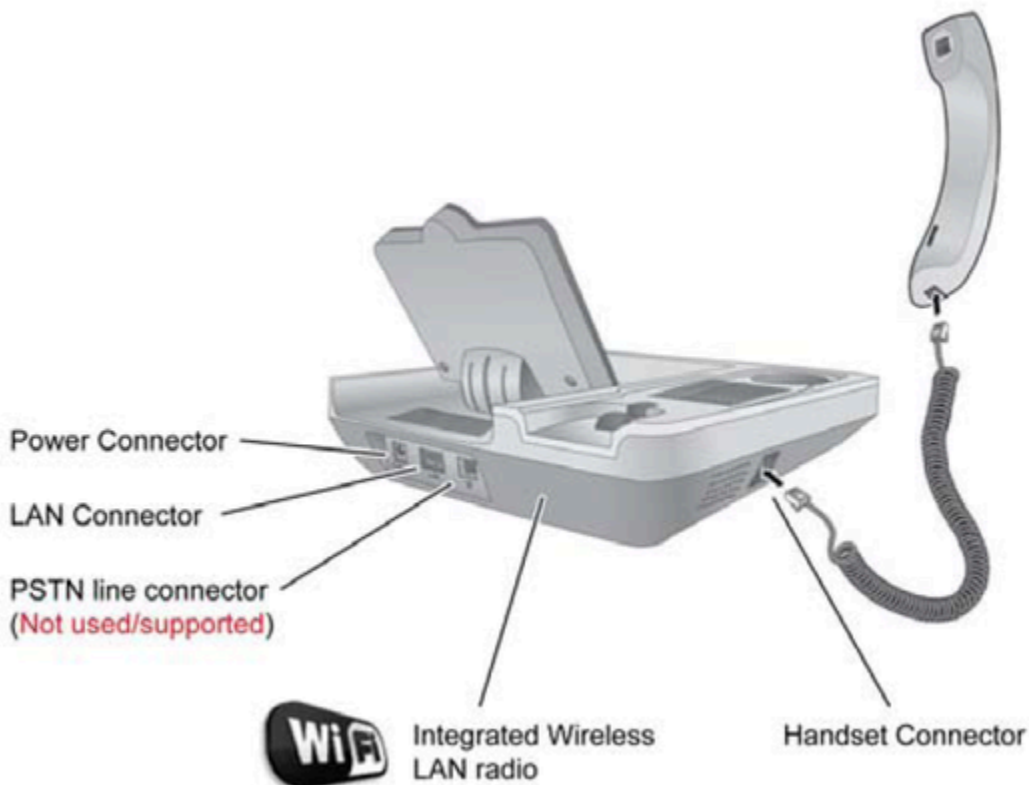 Power Connector
LAN Connector
PSTN line connector
(Not used/supported)
WiFi
Integrated Wireless
LAN radio
Handset Connector